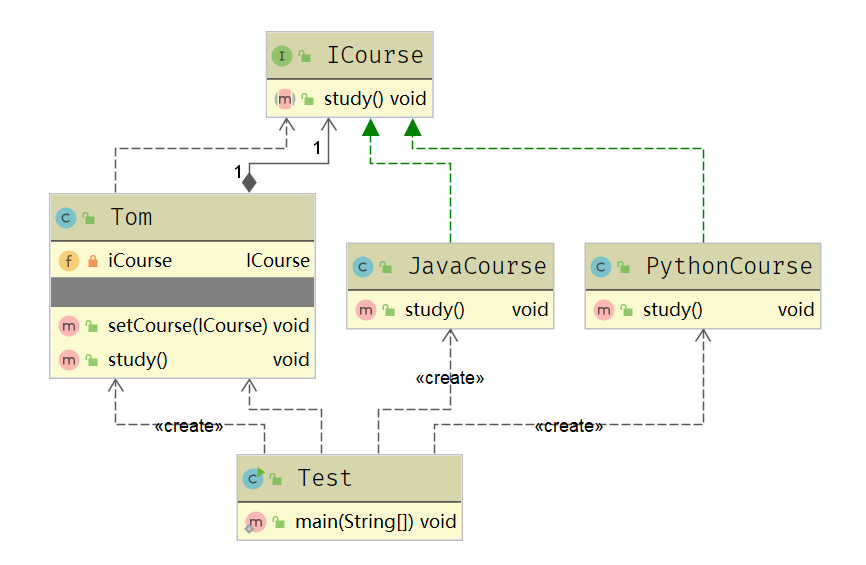 I ICourse
m study() void
1
1
C Tom
f iCourse ICourse
m setCourse(ICourse) void
m study() void
C JavaCourse
m study() void
C PythonCourse
m study() void
«create»
«create»
«create»
C Test
m main(String[]) void